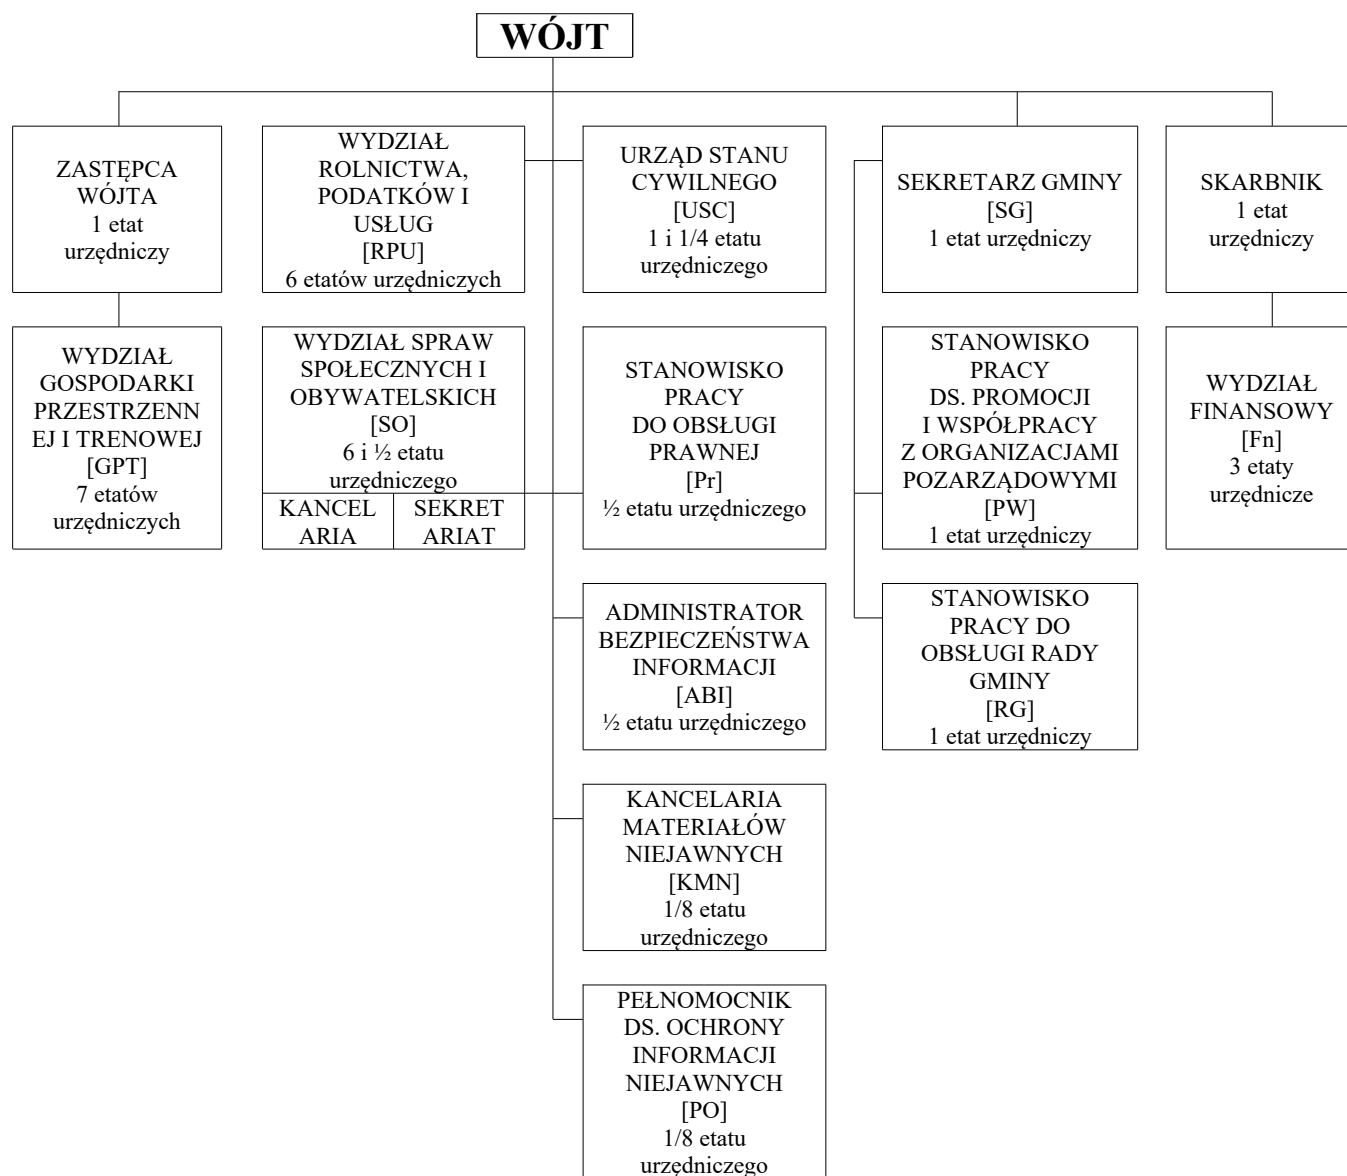 WÓJT
ZASTĘPCA
WÓJTA
1 etat
urzędniczy
WYDZIAŁ
ROLNICTWA,
PODATKÓW I
USŁUG
[RPU]
6 etatów urzędniczych
URZĄD STANU
CYWILNEGO
[USC]
1 i 1/4 etatu
urzędniczego
SEKRETARZ GMINY
[SG]
1 etat urzędniczy
SKARBNIK
1 etat
urzędniczy
WYDZIAŁ
GOSPODARKI
PRZESTRZENN
EJ I TRENOWEJ
[GPT]
7 etatów
urzędniczych
WYDZIAŁ SPRAW
SPOŁECZNYCH I
OBYWATELSKICH
[SO]
6 i ½ etatu
urzędniczego
KANCEL
ARIA
SEKRET
ARIAT
STANOWISKO
PRACY
DO OBSŁUGI
PRAWNEJ
[Pr]
½ etatu urzędniczego
STANOWISKO
PRACY
DS. PROMOCJI
I WSPÓŁPRACY
Z ORGANIZACJAMI
POZARZĄDOWYMI
[PW]
1 etat urzędniczy
WYDZIAŁ
FINANSOWY
[Fn]
3 etaty
urzędnicze
ADMINISTRATOR
BEZPIECZEŃSTWA
INFORMACJI
[ABI]
½ etatu urzędniczego
STANOWISKO
PRACY DO
OBSŁUGI RADY
GMINY
[RG]
1 etat urzędniczy
KANCELARIA
MATERIAŁÓW
NIEJAWNYCH
[KMN]
1/8 etatu
urzędniczego
PEŁNOMOCNIK
DS. OCHRONY
INFORMACJI
NIEJAWNYCH
[PO]
1/8 etatu
urzędniczego